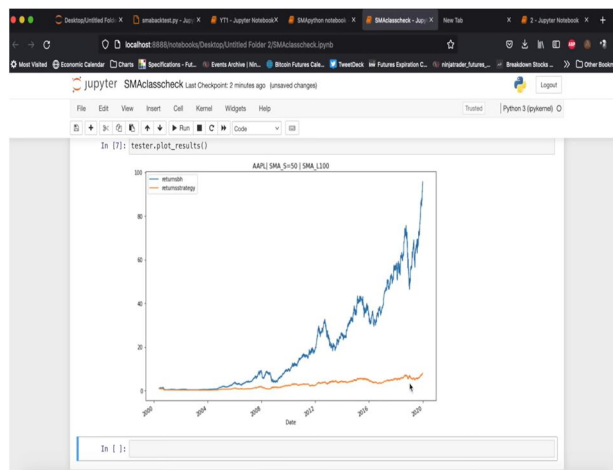 Desktop/Untitled Folder
smabacktest.py - Jupy
YT1 - Jupyter Notebook
SMApython notebook
SMAclasscheck - Jup
New Tab
2 - Jupyter Notebook
localhost:8888/notebooks/Desktop/Untitled Folder 2/SMAclasscheck.ipynb
Most Visited
Economic Calendar
Specifications - Fut...
Events Archive | Nin...
Bitcoin Futures Cale...
TweetDeck
Futures Expiration C...
ninjatrader_futures_...
Breakdown Stocks ...
Other Bookm
jupyter SMAclasscheck Last Checkpoint: 2 minutes ago (unsaved changes)
Logout
File Edit View Insert Cell Kernel Widgets Help
Trusted
Python 3 (ipykernel)
Run
Code
In [7]: tester.plot_results()
AAPL| SMA_S=50 | SMA_L100
returnsbh
returnsstrategy
100
80
60
40
20
0
2000 2004 2008 2012 2016 2020
Date
In [ ]: